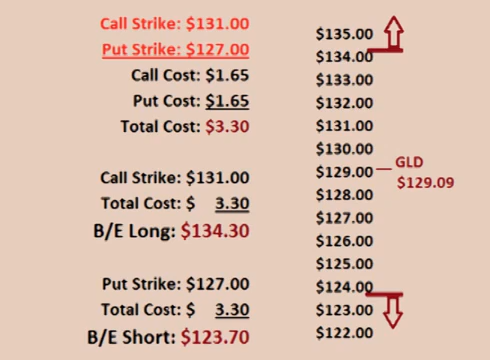 Call Strike: $131.00
Put Strike: $127.00
Call Cost: $1.65
Put Cost: $1.65
Total Cost: $3.30
Call Strike: $131.00
Total Cost: $ 3.30
B/E Long: $134.30
Put Strike: $127.00
Total Cost: $ 3.30
B/E Short: $123.70
$135.00
$134.00
$133.00
$132.00
$131.00
$130.00
$129.00
$128.00
$127.00
$126.00
$125.00
$124.00
$123.00
$122.00
GLD
$129.09